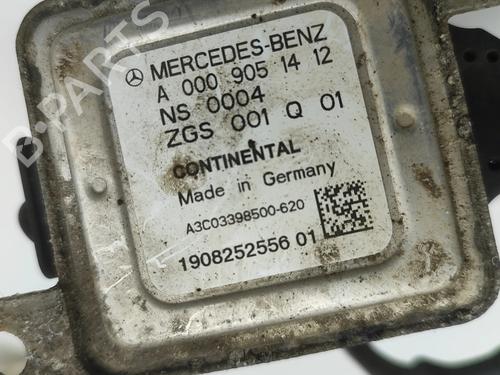 MERCEDES-BENZ
A 000 905 14 12
NS 0004
ZGS 001 Q 01
CONTINENTAL
Made in Germany
A3C03398500-620
1908252556 01
B-PARTS